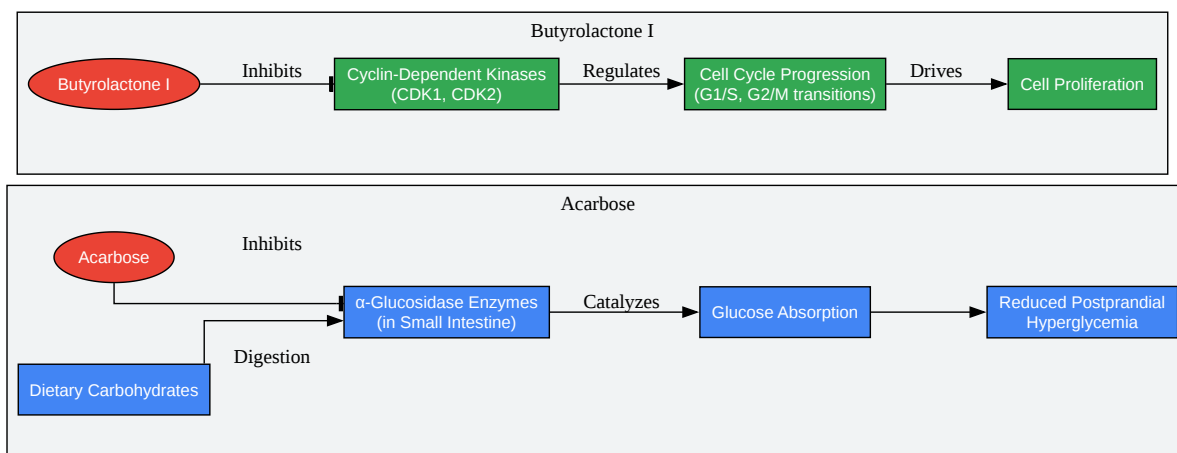 Butyrolactone I
Butyrolactone I
Inhibits
Cyclin-Dependent Kinases
(CDK1, CDK2)
Regulates
Cell Cycle Progression
(G1/S, G2/M transitions)
Drives
Cell Proliferation
Acarbose
Acarbose
Inhibits
α-Glucosidase Enzymes
(in Small Intestine)
Catalyzes
Glucose Absorption
Reduced Postprandial
Hyperglycemia
Digestion
Dietary Carbohydrates